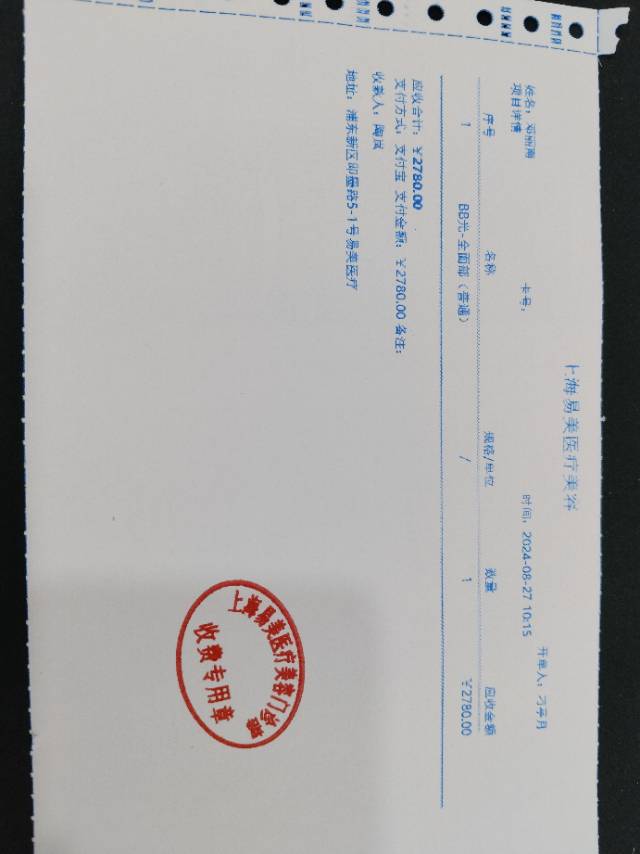 上海易美医疗美容
开单人：刁子月
姓名：邓丽南 卡号： 时间：2024-08-27 10:15
项目详情
序号 名称 规格/单位 数量 应收金额
1 BB光-全面部（普通） / 1 ￥2780.00
应收合计：￥2780.00
支付方式：支付宝 支付金额：￥2780.00 备注：
收款人：陶岚
地址：浦东新区即墨路5-1号易美医疗
上海易美医疗美容门诊部
收费专用章